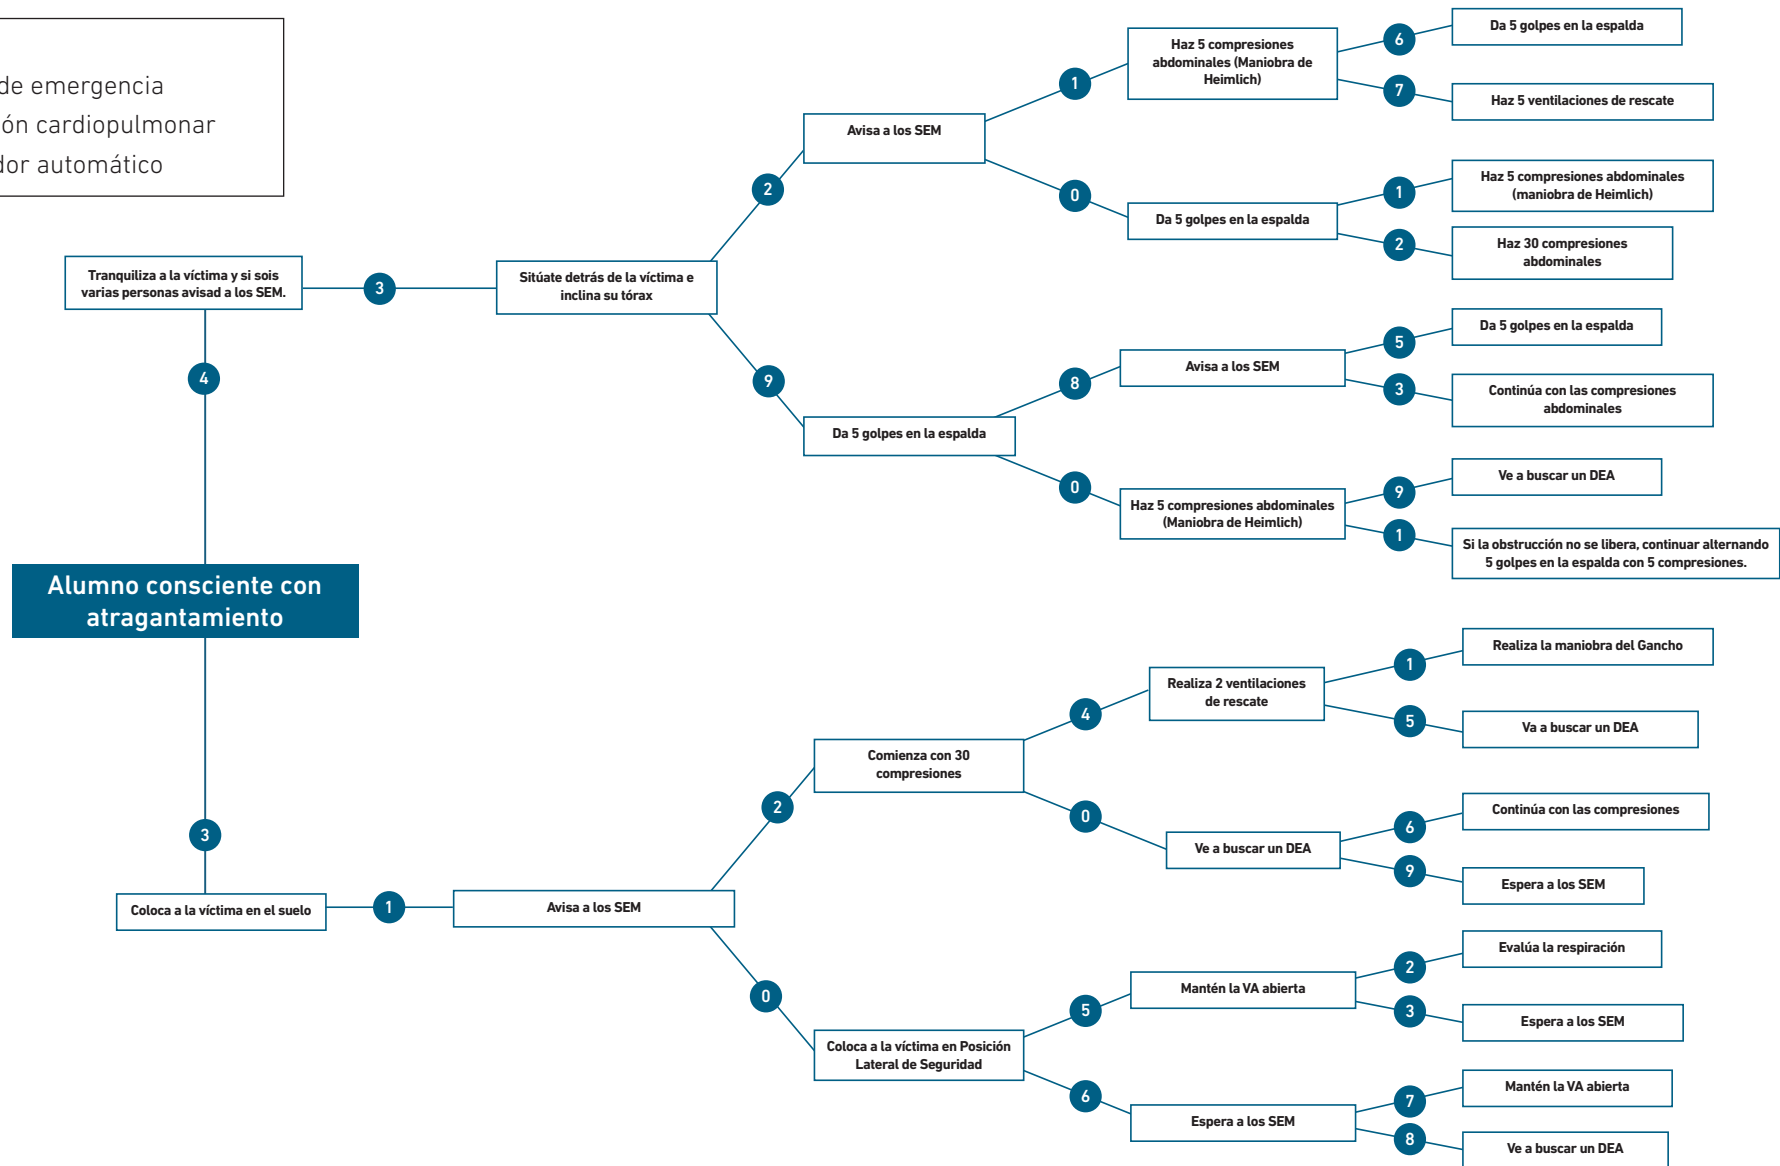 de emergencia
ón cardiopulmonar
dor automático
Alumno consciente con
atragantamiento
4
Tranquiliza a la víctima y si sois
varias personas avisad a los SEM.
3
Sitúate detrás de la víctima e
inclina su tórax
2
Avisa a los SEM
1
Haz 5 compresiones
abdominales (Maniobra de
Heimlich)
6
Da 5 golpes en la espalda
7
Haz 5 ventilaciones de rescate
0
Da 5 golpes en la espalda
1
Haz 5 compresiones abdominales
(maniobra de Heimlich)
2
Haz 30 compresiones
abdominales
9
Da 5 golpes en la espalda
8
Avisa a los SEM
5
Da 5 golpes en la espalda
3
Continúa con las compresiones
abdominales
0
Haz 5 compresiones abdominales
(Maniobra de Heimlich)
9
Ve a buscar un DEA
1
Si la obstrucción no se libera, continuar alternando
5 golpes en la espalda con 5 compresiones.
3
Coloca a la víctima en el suelo
1
Avisa a los SEM
2
Comienza con 30
compresiones
4
Realiza 2 ventilaciones
de rescate
1
Realiza la maniobra del Gancho
5
Va a buscar un DEA
0
Ve a buscar un DEA
6
Continúa con las compresiones
9
Espera a los SEM
0
Coloca a la víctima en Posición
Lateral de Seguridad
5
Mantén la VA abierta
2
Evalúa la respiración
3
Espera a los SEM
6
Espera a los SEM
7
Mantén la VA abierta
8
Ve a buscar un DEA